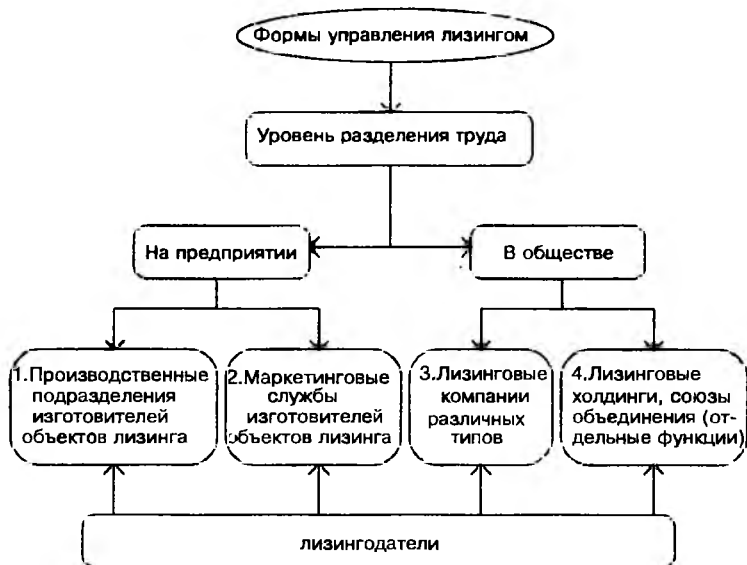 Формы управления лизингом
Уровень разделения труда
На предприятии
В обществе
1.Производственные
подразделения
изготовителей
объектов лизинга
2.Маркетинговые
службы
изготовителей
объектов лизинга
3.Лизинговые
компании
различных
типов
4.Лизинговые
холдинги, союзы
объединения (от-
дельные функции)
лизингодатели